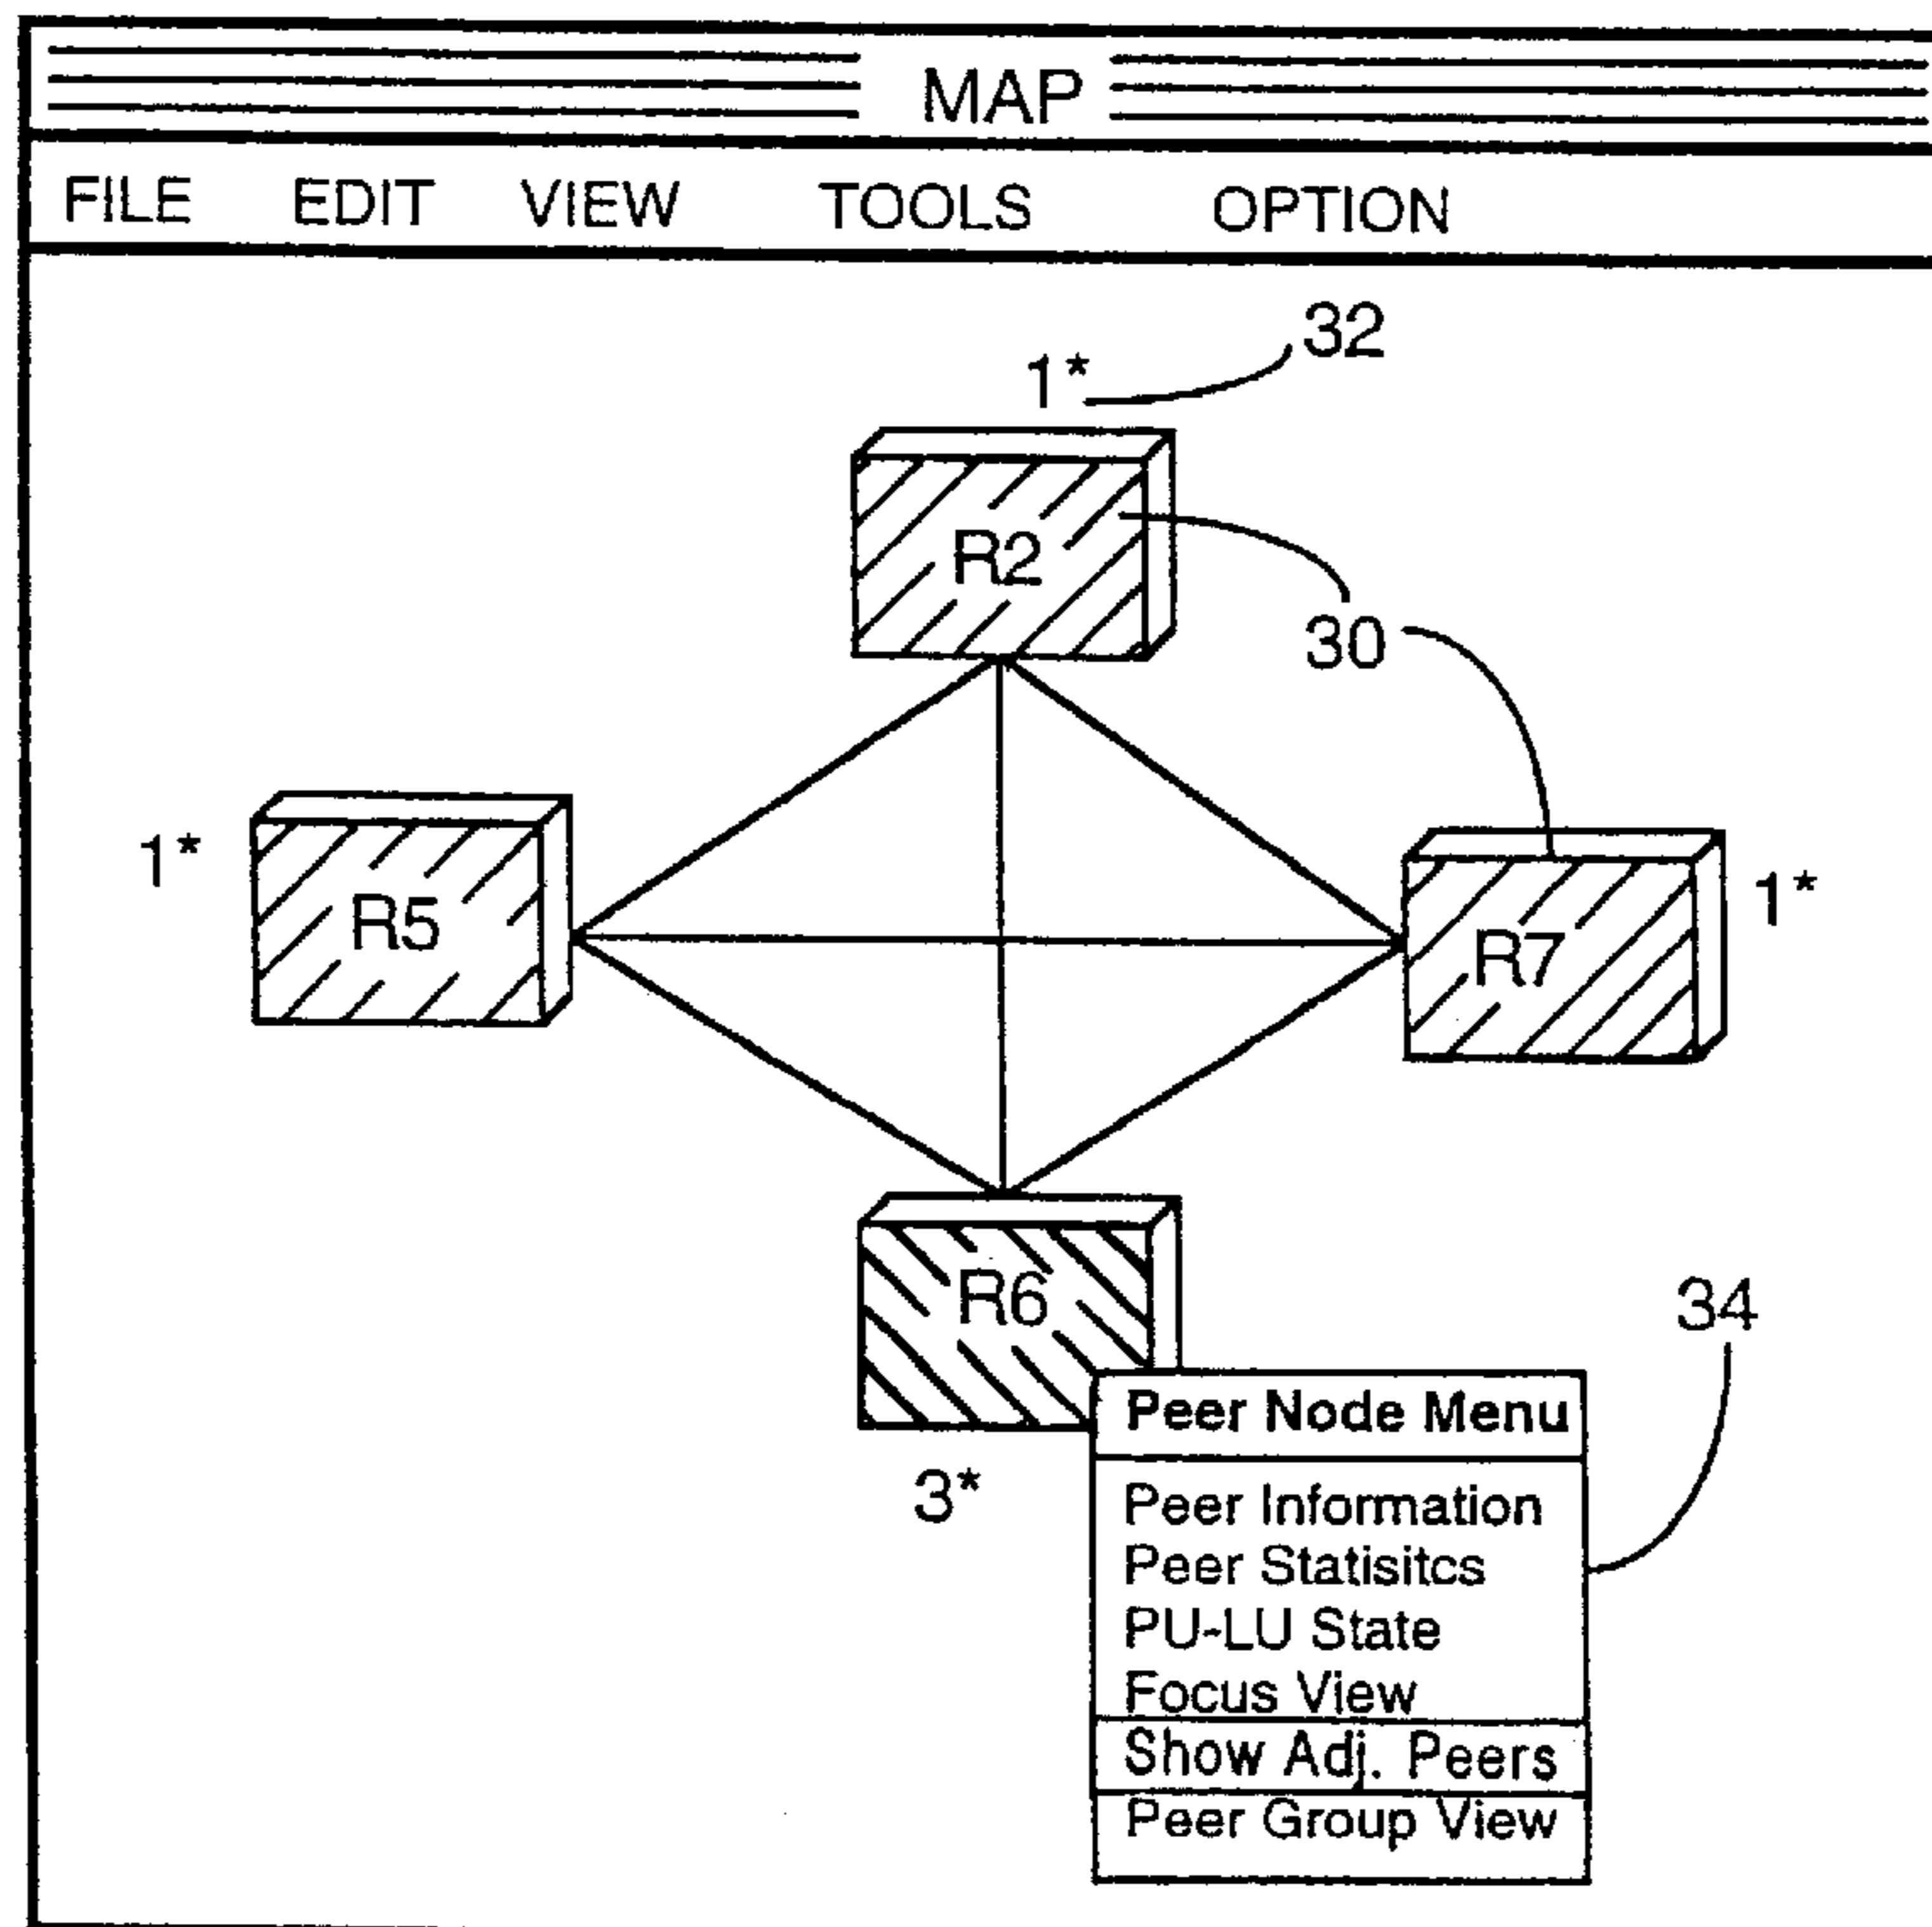 MAP
FILE EDIT VIEW TOOLS OPTION
32
1*
R2
30
1*
R5
R7
1*
R6
34
3*
Peer Node Menu
Peer Information
Peer Statisitcs
PU-LU State
Focus View
Show Adj. Peers
Peer Group View